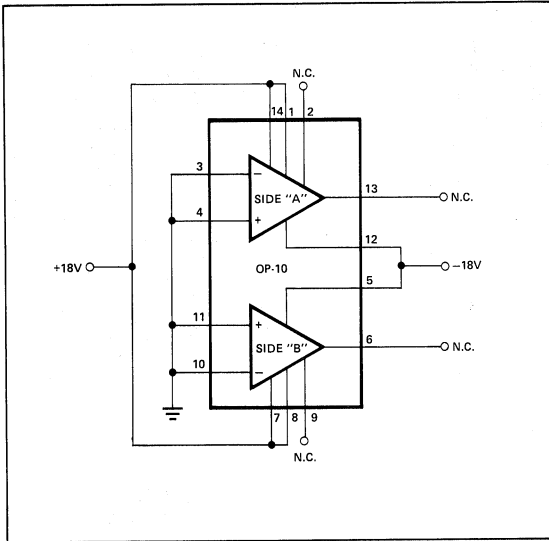 N.C.
14 1 2
3
−
SIDE "A"
13
N.C.
4
+
12
+18V
OP-10
−18V
5
11
+
SIDE "B"
6
N.C.
10
−
7 8 9
N.C.